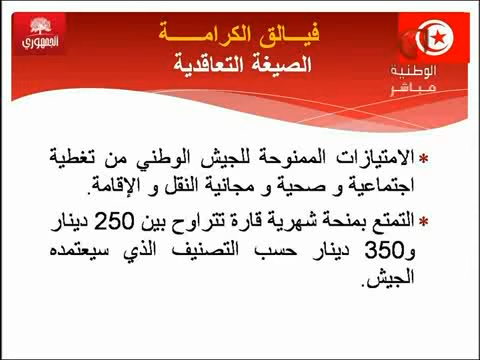 فيالق الكرامة
الصيغة التعاقدية
الجمهوري
الوطنية
مباشر
* الامتيازات الممنوحة للجيش الوطني من تغطية
اجتماعية و صحية و مجانية النقل و الإقامة.
* التمتع بمنحة شهرية قارة تتراوح بين 250 دينار
و350 دينار حسب التصنيف الذي سيعتمده
الجيش.